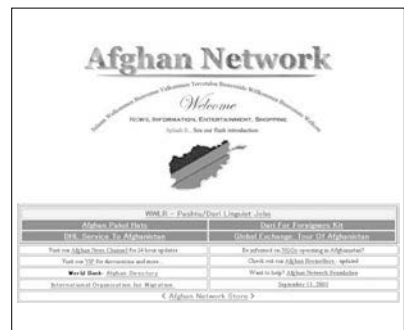 Afghan Network
Welcome
News, Information, Entertainment, Shopping
See our flash introduction
WWLR - Pashtu/Dari Linguist Jobs
Afghan Pakol Hats
Dari For Foreigners Kit
DHL Service To Afghanistan
Global Exchange: Tour Of Afghanistan
Visit our Afghan News Channel for 24 hour updates
Be informed on NGOs operating in Afghanistan?
Visit our VIP for discussions and more...
Check out our Afghan Bestsellers - updated
World Bank- Afghan Directory
Want to help? Afghan Network Foundation
International Organization for Migration
September 11, 2001
< Afghan Network Store >